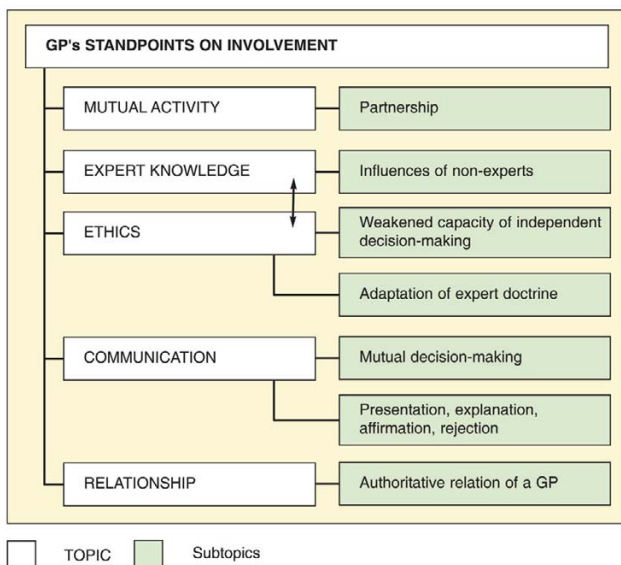 GP's STANDPOINTS ON INVOLVEMENT
MUTUAL ACTIVITY
Partnership
EXPERT KNOWLEDGE
Influences of non-experts
ETHICS
Weakened capacity of independent
decision-making
Adaptation of expert doctrine
COMMUNICATION
Mutual decision-making
Presentation, explanation,
affirmation, rejection
RELATIONSHIP
Authoritative relation of a GP
TOPIC
Subtopics